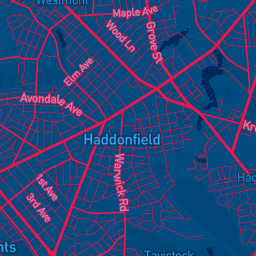 Westmont
Maple Ave
Wood Ln
Grove St
Elm Ave
Avondale Ave
Haddonfield
Warwick Rd
1st Ave
3rd Ave
Tavistock